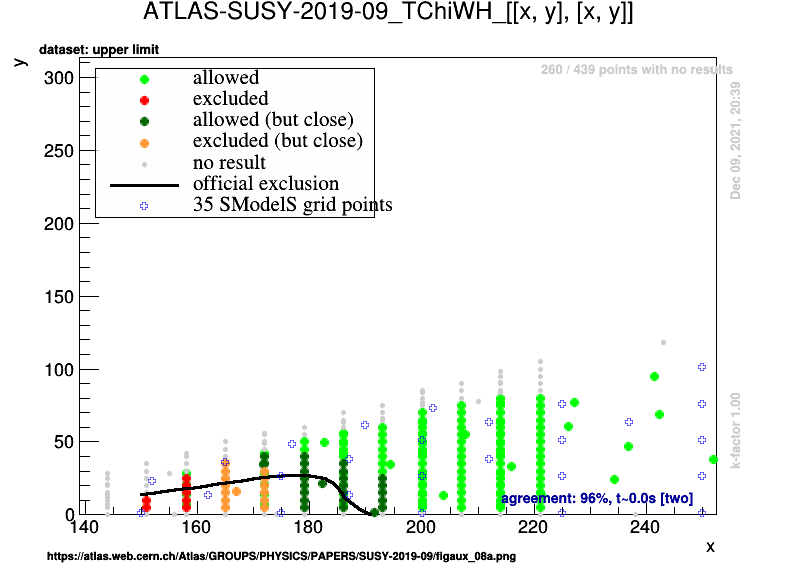 ATLAS-SUSY-2019-09_TChiWH_[[x, y], [x, y]]
dataset: upper limit
y
260 / 439 points with no results
allowed
excluded
allowed (but close)
excluded (but close)
no result
official exclusion
35 SModelS grid points
Dec 09, 2021, 20:39
k-factor 1.00
300
250
200
150
100
50
0
agreement: 96%, t~0.0s [two]
140 160 180 200 220 240
x
https://atlas.web.cern.ch/Atlas/GROUPS/PHYSICS/PAPERS/SUSY-2019-09/figaux_08a.png